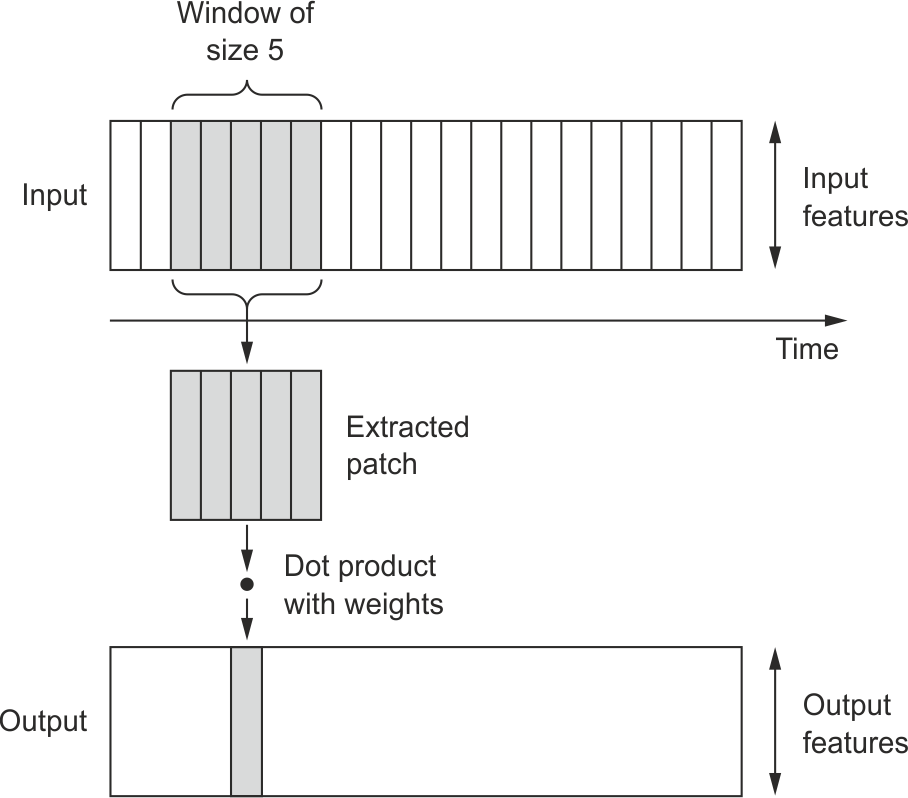 Window of
size 5
Input
Input
features
Time
Extracted
patch
Dot product
with weights
Output
Output
features